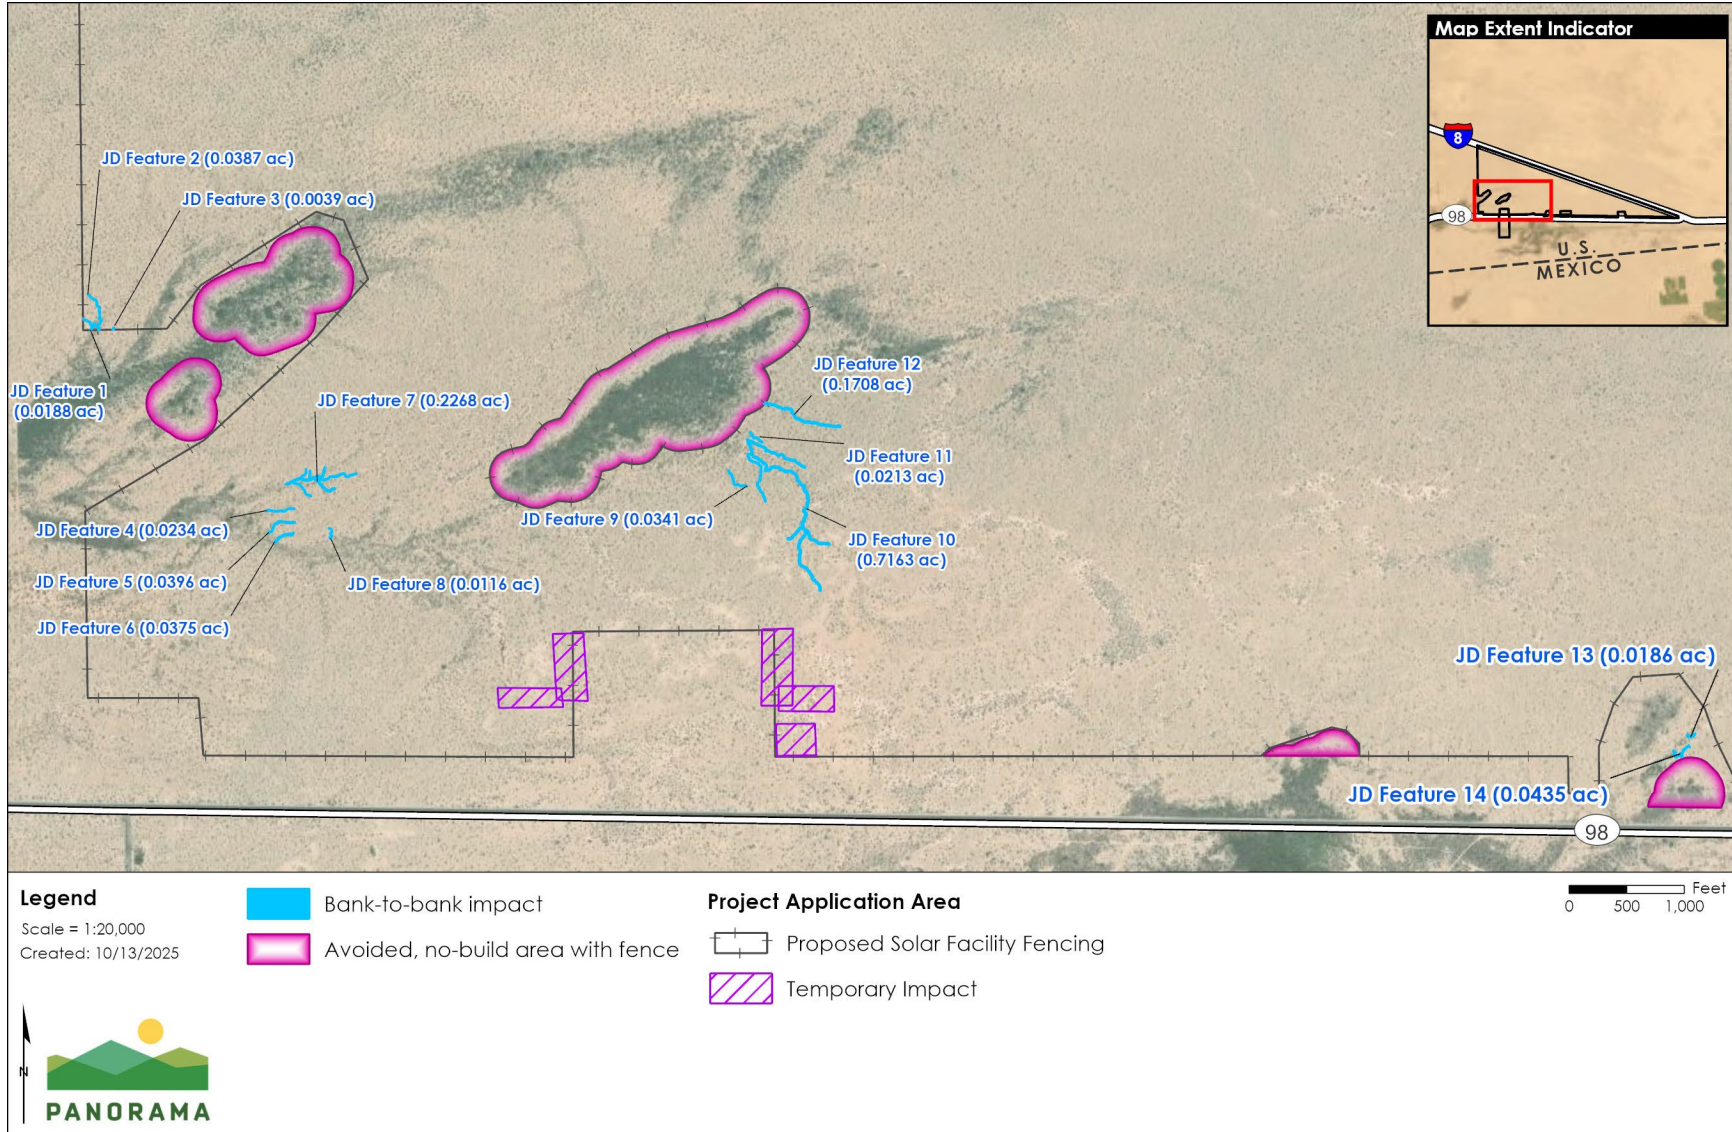 Map Extent Indicator
8
98
U.S.
MEXICO
JD Feature 2 (0.0387 ac)
JD Feature 3 (0.0039 ac)
JD Feature 1
(0.0188 ac)
JD Feature 7 (0.2268 ac)
JD Feature 12
(0.1708 ac)
JD Feature 11
(0.0213 ac)
JD Feature 9 (0.0341 ac)
JD Feature 4 (0.0234 ac)
JD Feature 10
(0.7163 ac)
JD Feature 5 (0.0396 ac)
JD Feature 8 (0.0116 ac)
JD Feature 6 (0.0375 ac)
JD Feature 13 (0.0186 ac)
JD Feature 14 (0.0435 ac)
98
Legend
Scale = 1:20,000
Created: 10/13/2025
Bank-to-bank impact
Avoided, no-build area with fence
Project Application Area
Proposed Solar Facility Fencing
Temporary Impact
Feet
0 500 1,000
N
PANORAMA